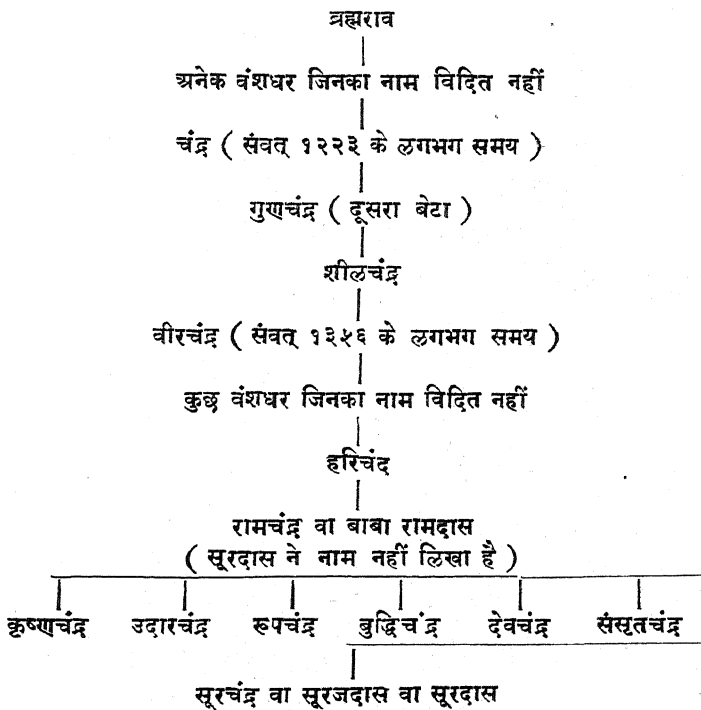 ब्रह्मराव
अनेक वंशधर जिनका नाम विदित नहीं
चंद्र ( संवत् १२२३ के लगभग समय )
गुणचंद्र ( दूसरा बेटा )
शीलचंद्र
वीरचंद्र ( संवत् १३५६ के लगभग समय )
कुछ वंशधर जिनका नाम विदित नहीं
हरिचंद
रामचंद्र वा बाबा रामदास
( सूरदास ने नाम नहीं लिखा है )
कृष्णचंद्र उदारचंद्र रूपचंद्र बुद्धिचंद्र देवचंद्र संसृतचंद्र
सूरचंद्र वा सूरजदास वा सूरदास